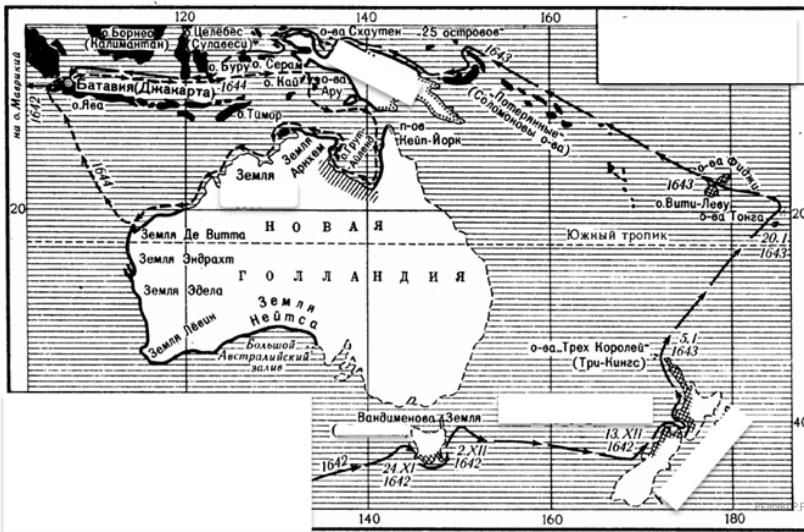 120
140
160
о.Борнео
(Калимантан)
о.Целебес
(Сулавеси)
о-ва Схаутен
„25 островов"
1643
о. Буру
о. Серам
о. Кай
о-ва
Ару
1644
Батавия (Джакарта)
о.Ява
о.Тимор
на о. Маврикий
1642
„Потерянные"
(Соломоновы о-ва)
п-ов
Кейп-Йорк
о.Грут-
Айленд
Земля
Арнхем
Земля
1644
о-ва Фиджи
1643
о.Вити-Леву
о-ва Тонга
20
20
20.1
1643
Южный тропик
НОВАЯ
ГОЛЛАНДИЯ
Земля Де Витта
Земля Эндрахт
Земля Эдела
Земля Лёвин
Земля
Нейтса
Большой
Австралийский
залив
о-ва „Трех Королей"
(Три-Кингс)
5.I
1643
Вандименова Земля
(
1642
24.XI
1642
2.XII
1642
13.XII
1642
40
140
160
180